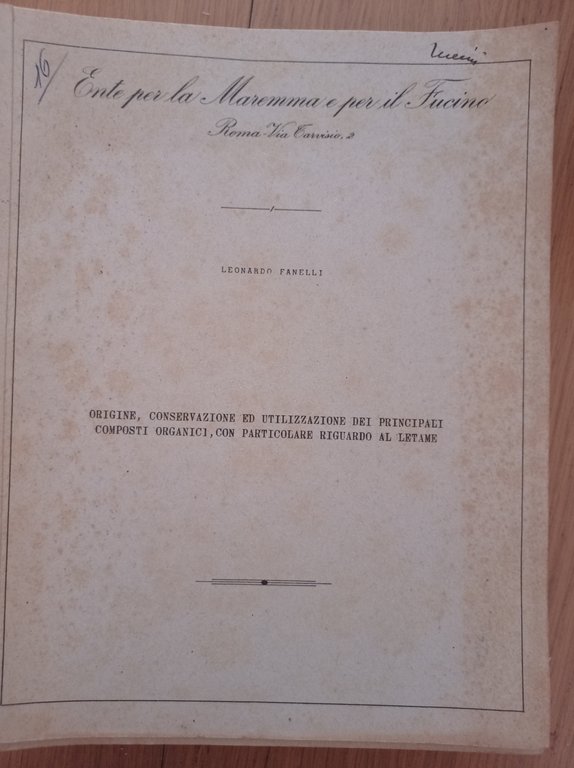 16/
Ente per la Maremma e per il Fucino
Roma - Via Tarvisio, 2
LEONARDO FANELLI
ORIGINE, CONSERVAZIONE ED UTILIZZAZIONE DEI PRINCIPALI
COMPOSTI ORGANICI, CON PARTICOLARE RIGUARDO AL LETAME